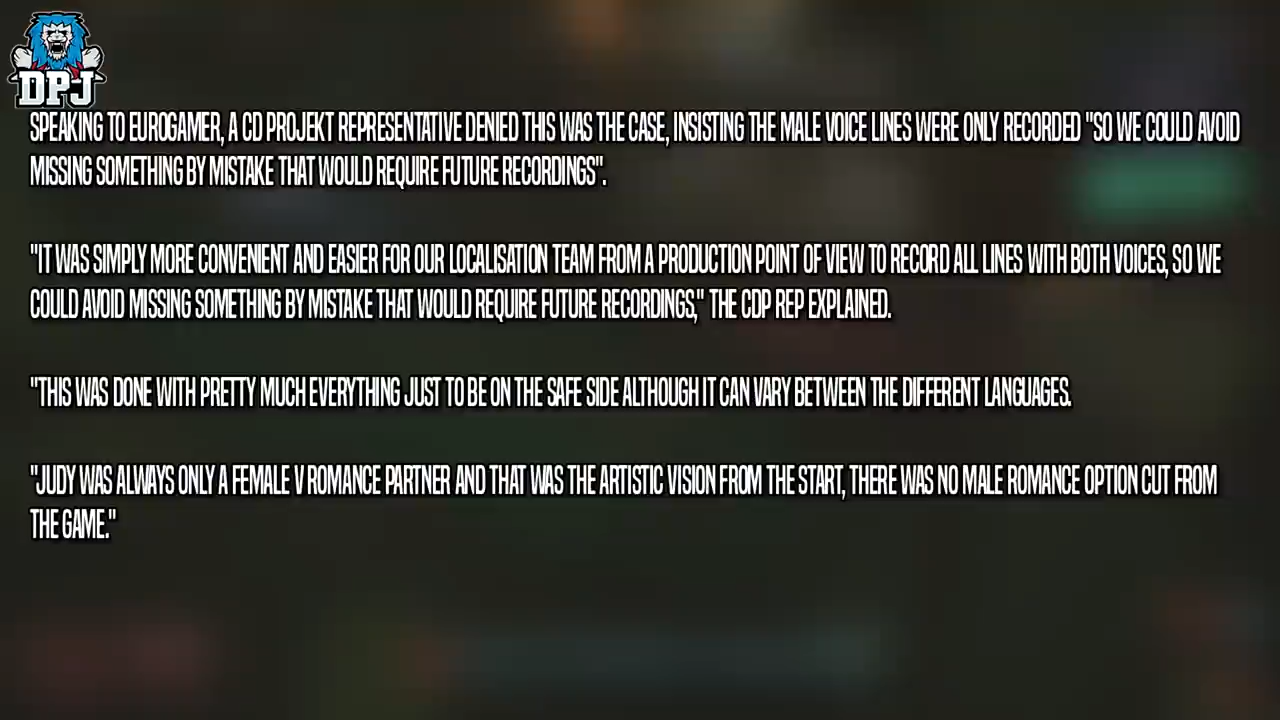 DPJ
SPEAKING TO EUROGAMER, A CD PROJEKT REPRESENTATIVE DENIED THIS WAS THE CASE, INSISTING THE MALE VOICE LINES WERE ONLY RECORDED "SO WE COULD AVOID
MISSING SOMETHING BY MISTAKE THAT WOULD REQUIRE FUTURE RECORDINGS".
"IT WAS SIMPLY MORE CONVENIENT AND EASIER FOR OUR LOCALISATION TEAM FROM A PRODUCTION POINT OF VIEW TO RECORD ALL LINES WITH BOTH VOICES, SO WE
COULD AVOID MISSING SOMETHING BY MISTAKE THAT WOULD REQUIRE FUTURE RECORDINGS," THE CDP REP EXPLAINED.
"THIS WAS DONE WITH PRETTY MUCH EVERYTHING JUST TO BE ON THE SAFE SIDE ALTHOUGH IT CAN VARY BETWEEN THE DIFFERENT LANGUAGES.
"JUDY WAS ALWAYS ONLY A FEMALE V ROMANCE PARTNER AND THAT WAS THE ARTISTIC VISION FROM THE START, THERE WAS NO MALE ROMANCE OPTION CUT FROM
THE GAME."